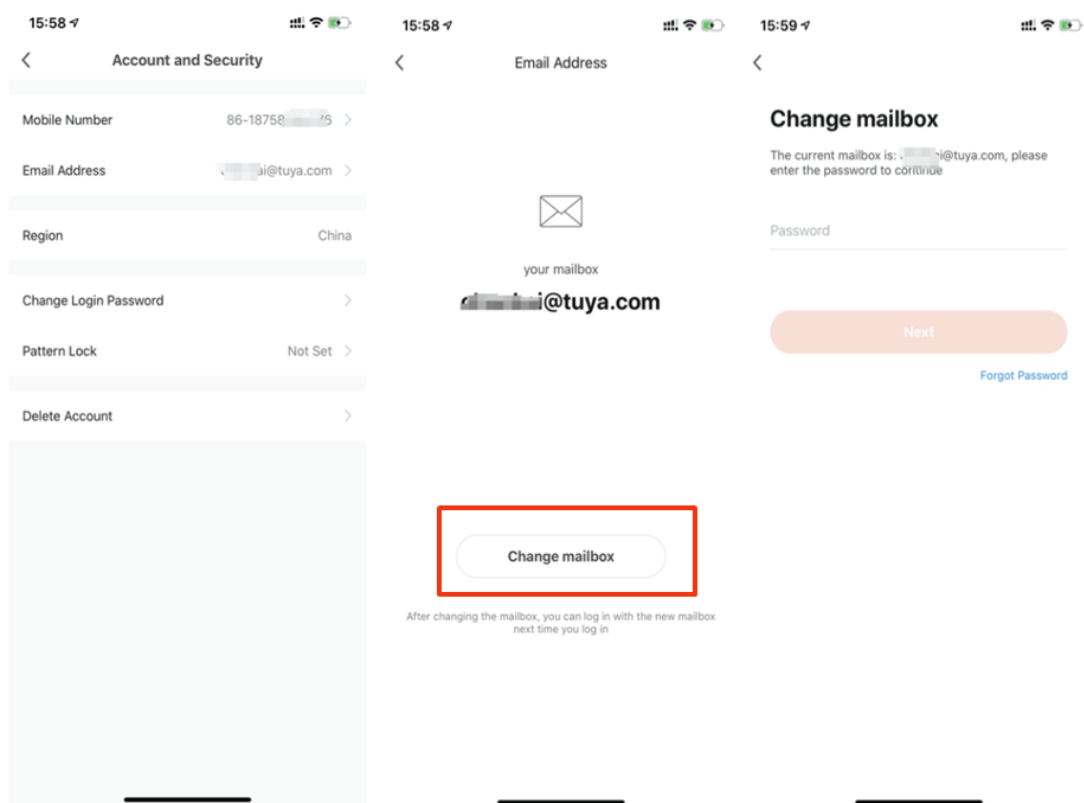 15:58
Account and Security
Mobile Number 86-18758
Email Address ai@tuya.com
Region China
Change Login Password
Pattern Lock Not Set
Delete Account
15:58
Email Address
your mailbox
i@tuya.com
Change mailbox
After changing the mailbox, you can log in with the new mailbox
next time you log in
15:59
Change mailbox
The current mailbox is: i@tuya.com, please
enter the password to continue
Password
Next
Forgot Password